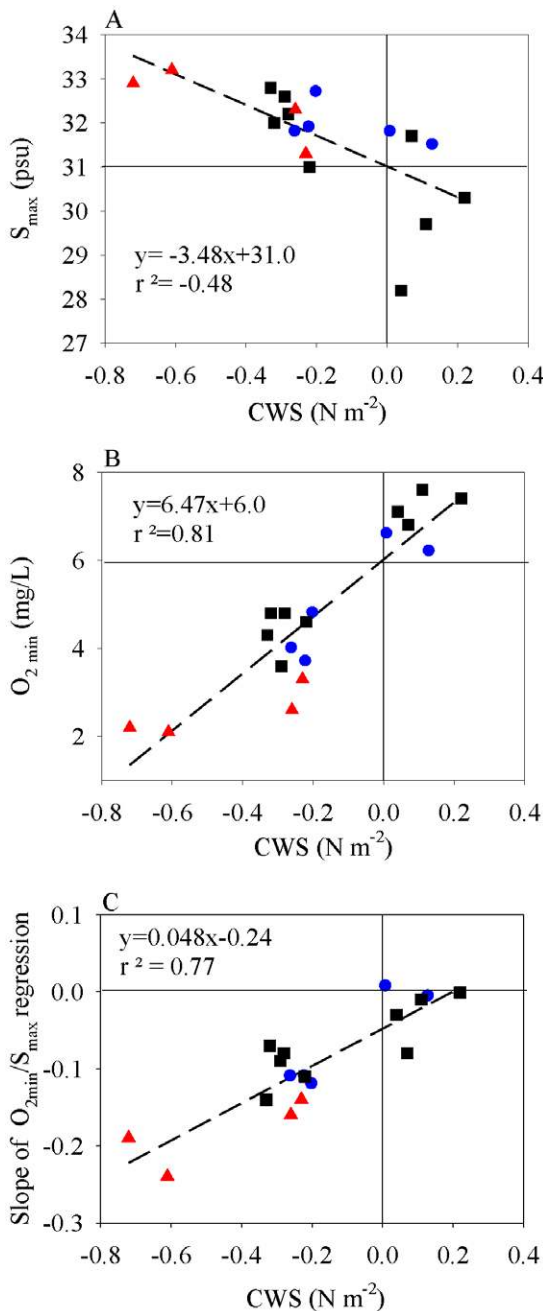 A
34
33
32
31
30
29
28
27
S_max (psu)
y= -3.48x+31.0
r ²= -0.48
-0.8 -0.6 -0.4 -0.2 0.0 0.2 0.4
CWS (N m⁻²)
B
8
6
4
2
O_2 min (mg/L)
y=6.47x+6.0
r ²=0.81
-0.8 -0.6 -0.4 -0.2 0.0 0.2 0.4
CWS (N m⁻²)
C
0.1
0.0
-0.1
-0.2
-0.3
Slope of O_2min/S_max regression
y=0.048x-0.24
r ² = 0.77
-0.8 -0.6 -0.4 -0.2 0.0 0.2 0.4
CWS (N m⁻²)